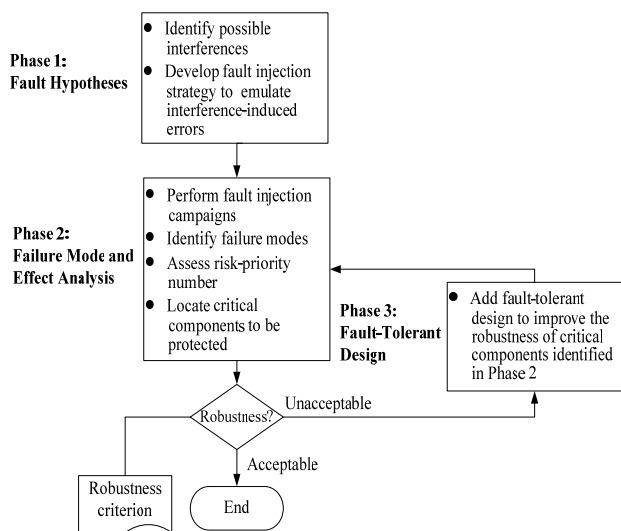 Phase 1:
Fault Hypotheses
● Identify possible
interferences
● Develop fault injection
strategy to emulate
interference-induced
errors
Phase 2:
Failure Mode and
Effect Analysis
● Perform fault injection
campaigns
● Identify failure modes
● Assess risk-priority
number
● Locate critical
components to be
protected
Phase 3:
Fault-Tolerant
Design
● Add fault-tolerant
design to improve the
robustness of critical
components identified
in Phase 2
Robustness?
Unacceptable
Acceptable
Robustness
criterion
End